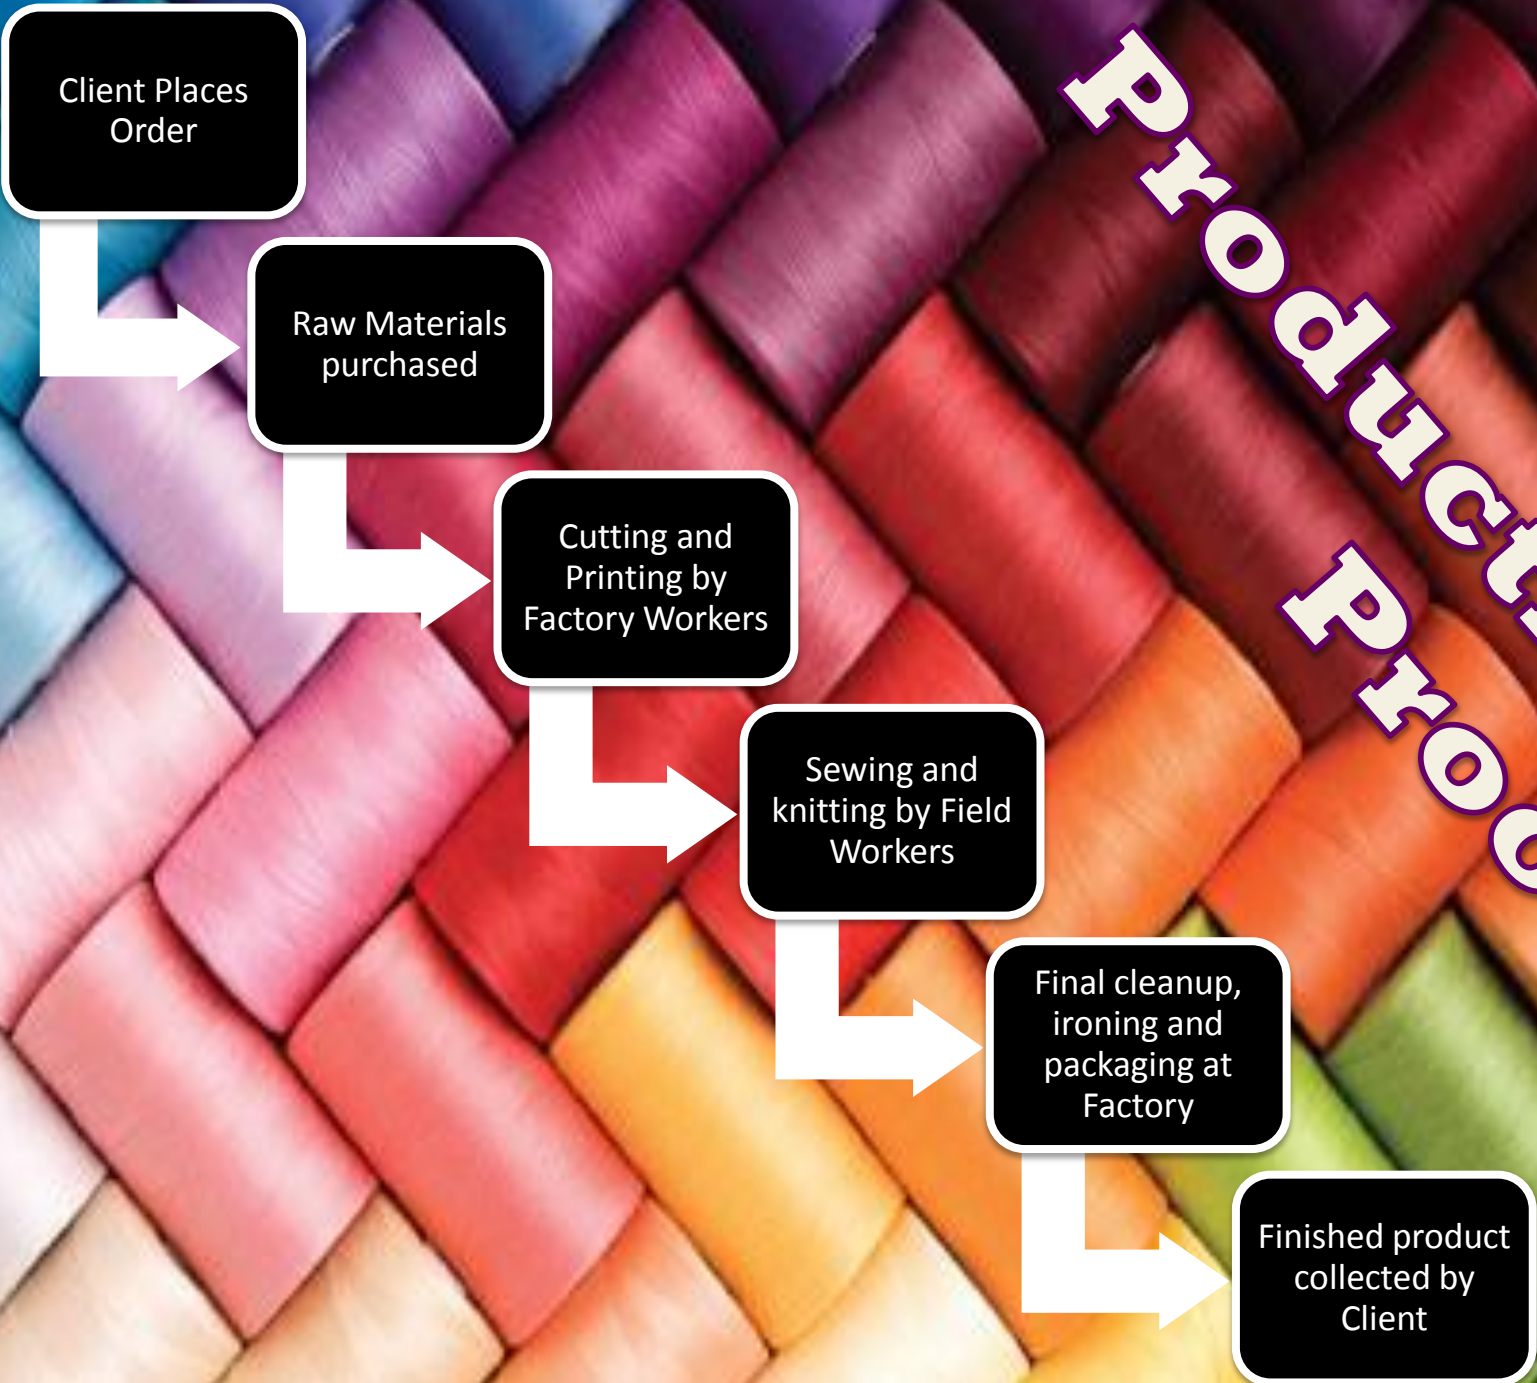 Client Places
Order
Raw Materials
purchased
Cutting and
Printing by
Factory Workers
Sewing and
knitting by Field
Workers
Final cleanup,
ironing and
packaging at
Factory
Finished product
collected by
Client